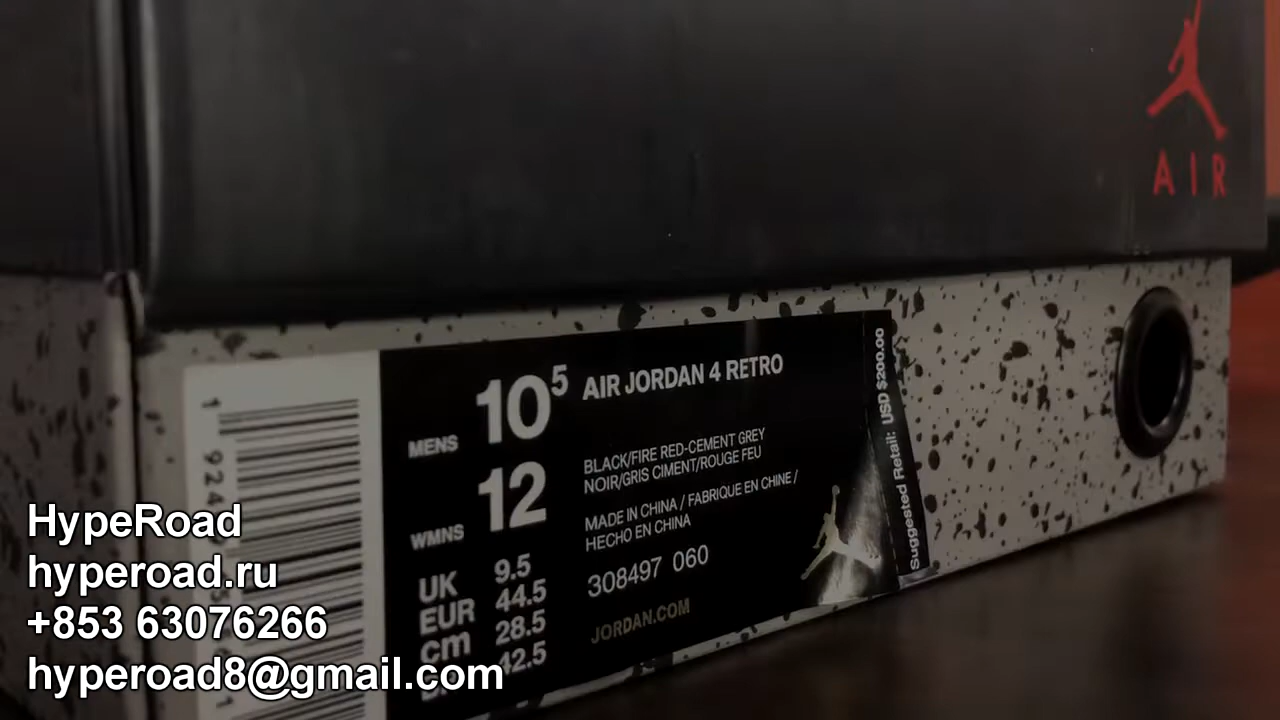 AIR
MENS 10⁵ AIR JORDAN 4 RETRO
WMNS 12
BLACK/FIRE RED-CEMENT GREY
NOIR/GRIS CIMENT/ROUGE FEU
MADE IN CHINA / FABRIQUE EN CHINE /
HECHO EN CHINA
UK 9.5
EUR 44.5
cm 28.5
42.5
308497 060
JORDAN.COM
Suggested Retail: USD $200.00
HypeRoad
hyperoad.ru
+853 63076266
hyperoad8@gmail.com